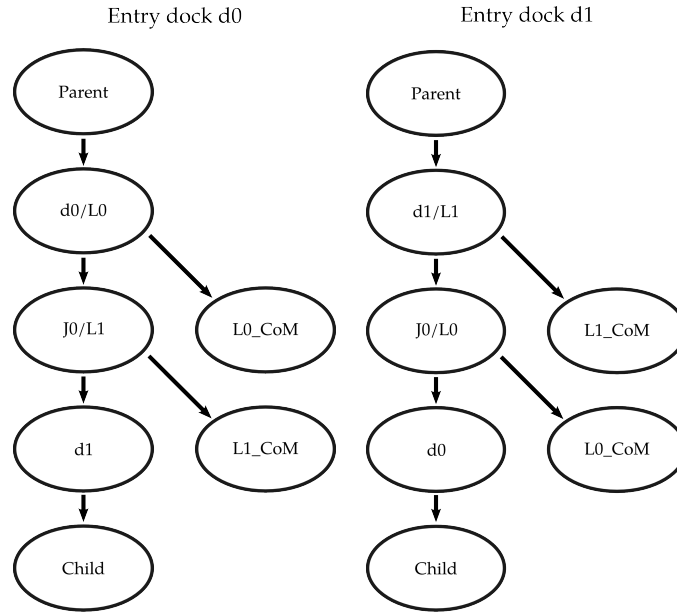 Entry dock d0
Parent
d0/L0
J0/L1
L0_CoM
d1
L1_CoM
Child
Entry dock d1
Parent
d1/L1
J0/L0
L1_CoM
d0
L0_CoM
Child